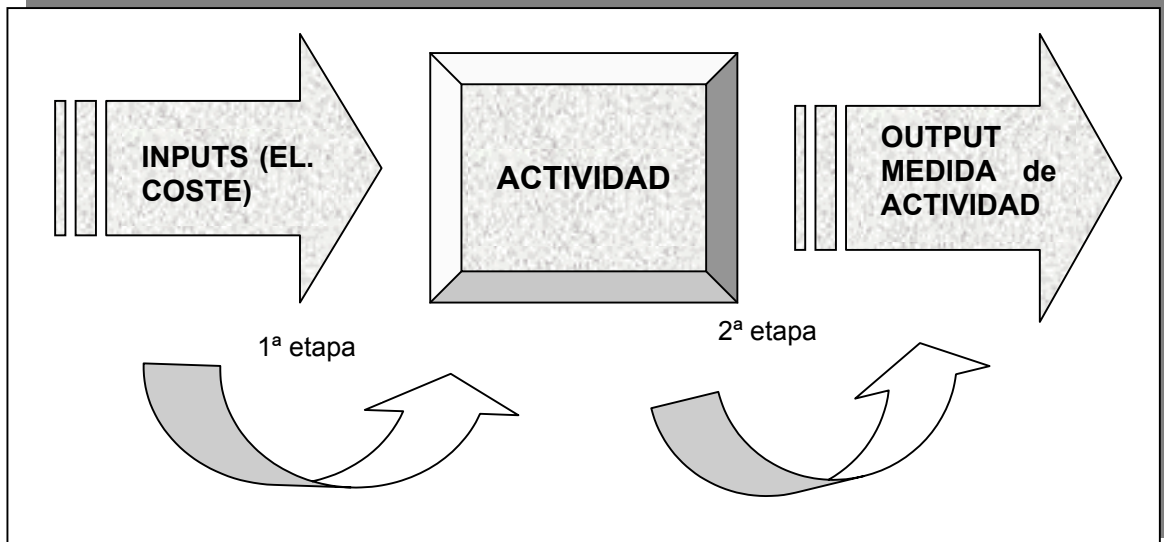 INPUTS (EL.
COSTE)
ACTIVIDAD
OUTPUT
MEDIDA de
ACTIVIDAD
1ª etapa
2ª etapa